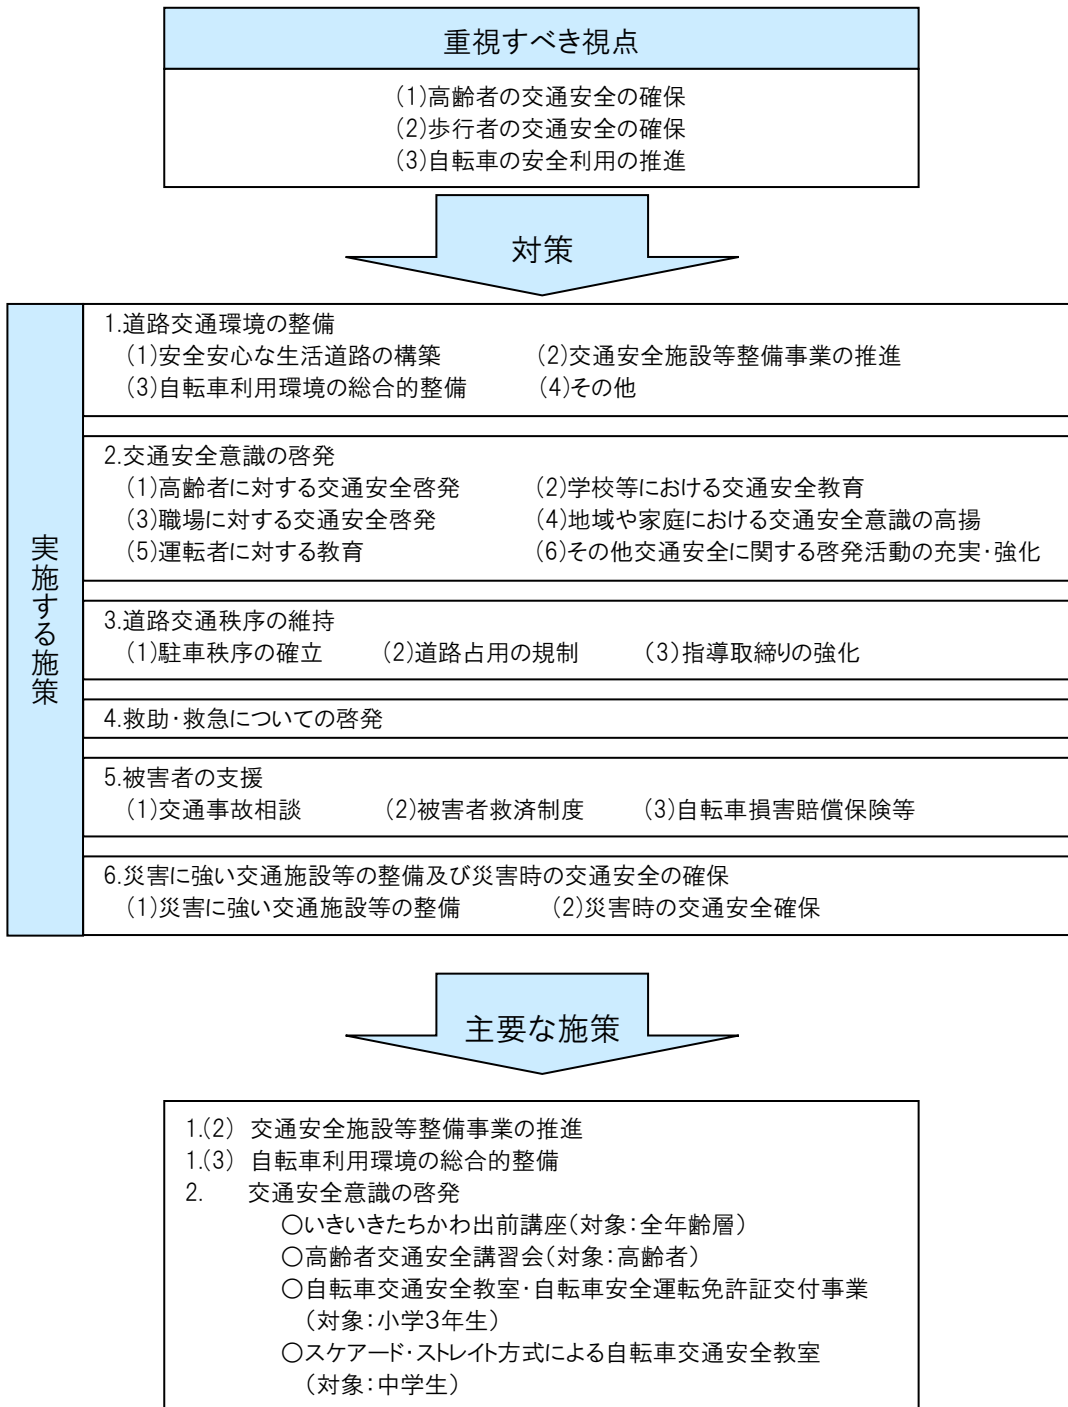 重視すべき視点
(1)高齢者の交通安全の確保
(2)歩行者の交通安全の確保
(3)自転車の安全利用の推進
対策
実施する施策
1.道路交通環境の整備
(1)安全安心な生活道路の構築 (2)交通安全施設等整備事業の推進
(3)自転車利用環境の総合的整備 (4)その他
2.交通安全意識の啓発
(1)高齢者に対する交通安全啓発 (2)学校等における交通安全教育
(3)職場に対する交通安全啓発 (4)地域や家庭における交通安全意識の高揚
(5)運転者に対する教育 (6)その他交通安全に関する啓発活動の充実・強化
3.道路交通秩序の維持
(1)駐車秩序の確立 (2)道路占用の規制 (3)指導取締りの強化
4.救助・救急についての啓発
5.被害者の支援
(1)交通事故相談 (2)被害者救済制度 (3)自転車損害賠償保険等
6.災害に強い交通施設等の整備及び災害時の交通安全の確保
(1)災害に強い交通施設等の整備 (2)災害時の交通安全確保
主要な施策
1.(2) 交通安全施設等整備事業の推進
1.(3) 自転車利用環境の総合的整備
2. 交通安全意識の啓発
○いきいきたちかわ出前講座(対象:全年齢層)
○高齢者交通安全講習会(対象:高齢者)
○自転車交通安全教室・自転車安全運転免許証交付事業
(対象:小学3年生)
○スケアード・ストレイト方式による自転車交通安全教室
(対象:中学生)